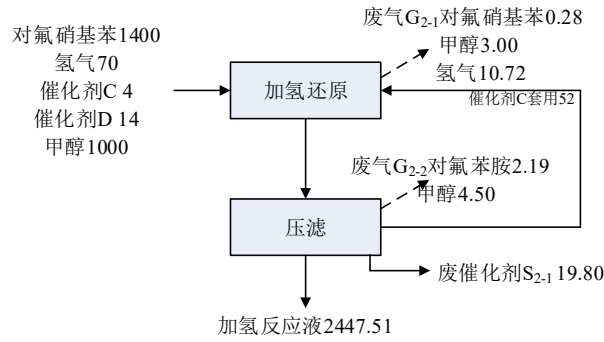 对氟硝基苯1400
氢气70
催化剂C 4
催化剂D 14
甲醇1000
废气G2-1对氟硝基苯0.28
甲醇3.00
氢气10.72
催化剂C套用52
加氢还原
废气G2-2对氟苯胺2.19
甲醇4.50
压滤
废催化剂S2-1 19.80
加氢反应液2447.51